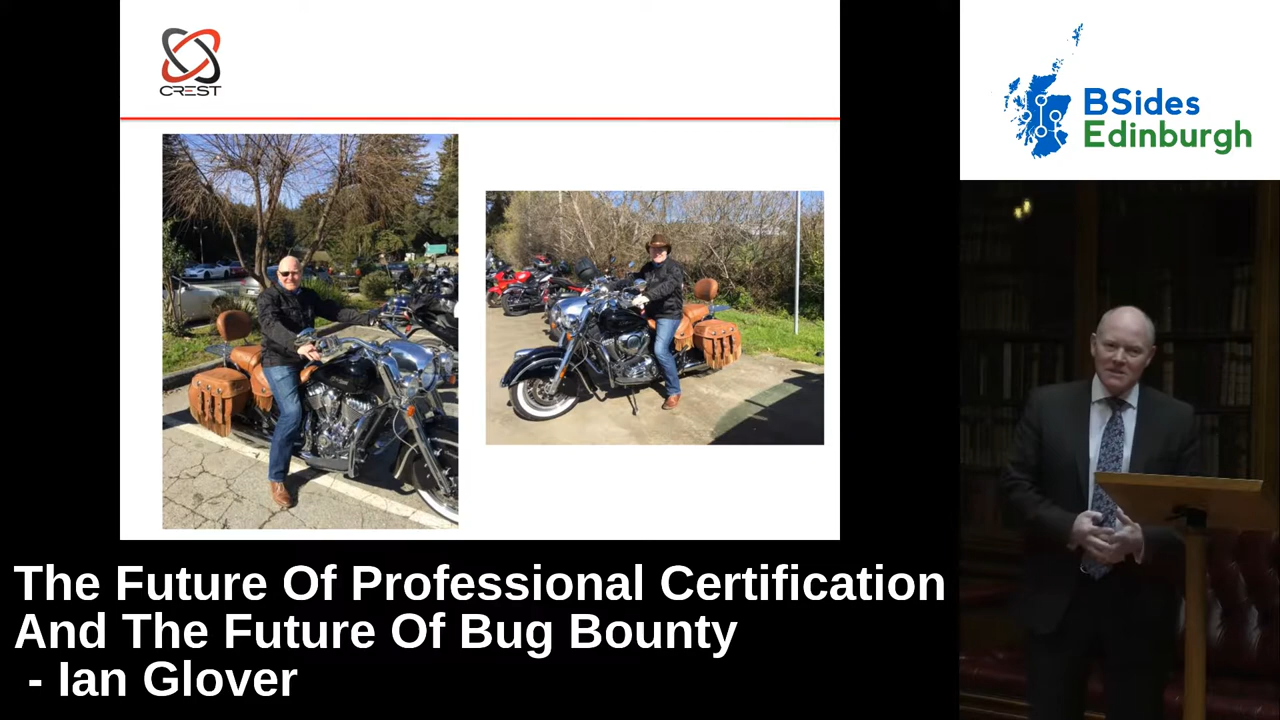 CREST
BSides
Edinburgh
The Future Of Professional Certification
And The Future Of Bug Bounty
- Ian Glover